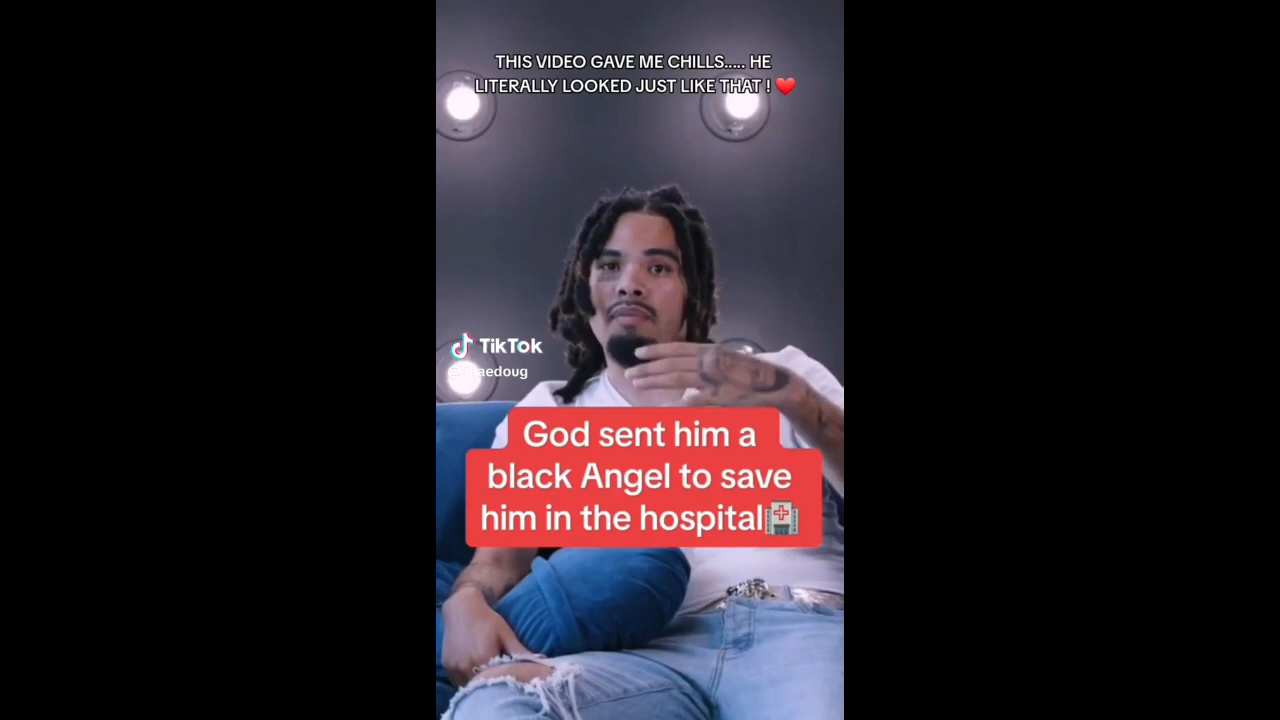 THIS VIDEO GAVE ME CHILLS..... HE
LITERALLY LOOKED JUST LIKE THAT ! ❤️
TikTok
God sent him a
black Angel to save
him in the hospital🏥